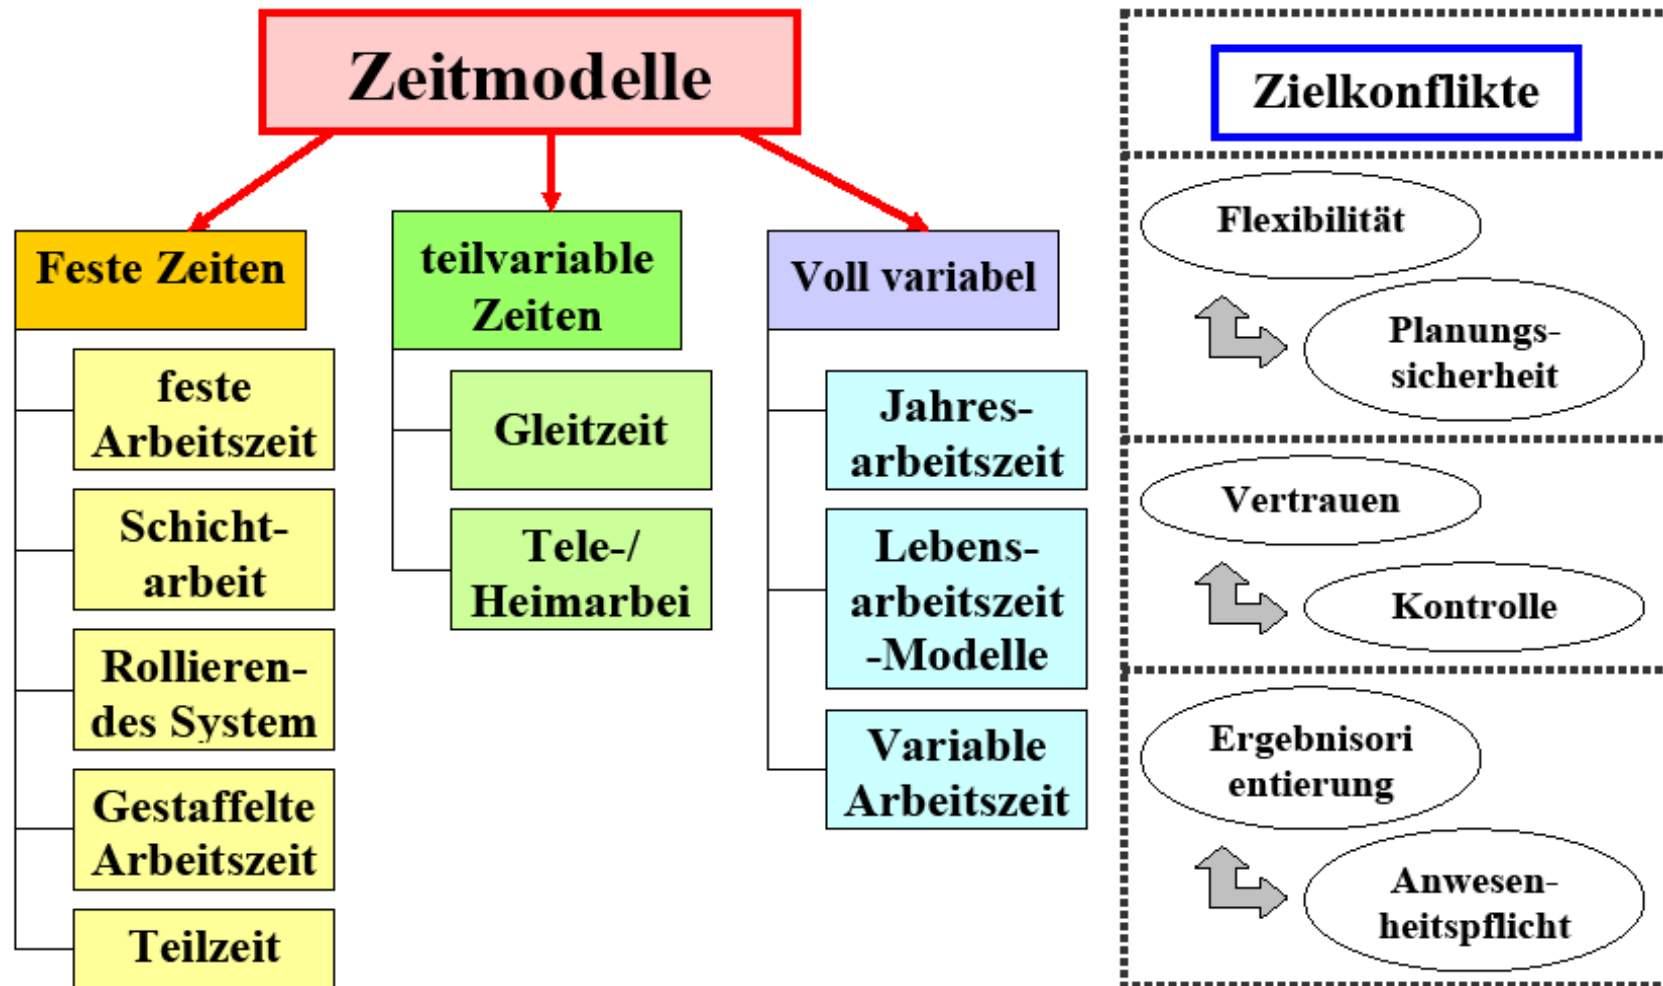 Zeitmodelle
Feste Zeiten
feste
Arbeitszeit
Schicht-
arbeit
Rollieren-
des System
Gestaffelte
Arbeitszeit
Teilzeit
teilvariable
Zeiten
Gleitzeit
Tele-/
Heimarbei
Voll variabel
Jahres-
arbeitszeit
Lebens-
arbeitszeit
-Modelle
Variable
Arbeitszeit
Zielkonflikte
Flexibilität
Planungs-
sicherheit
Vertrauen
Kontrolle
Ergebnisori
entierung
Anwesen-
heitspflicht